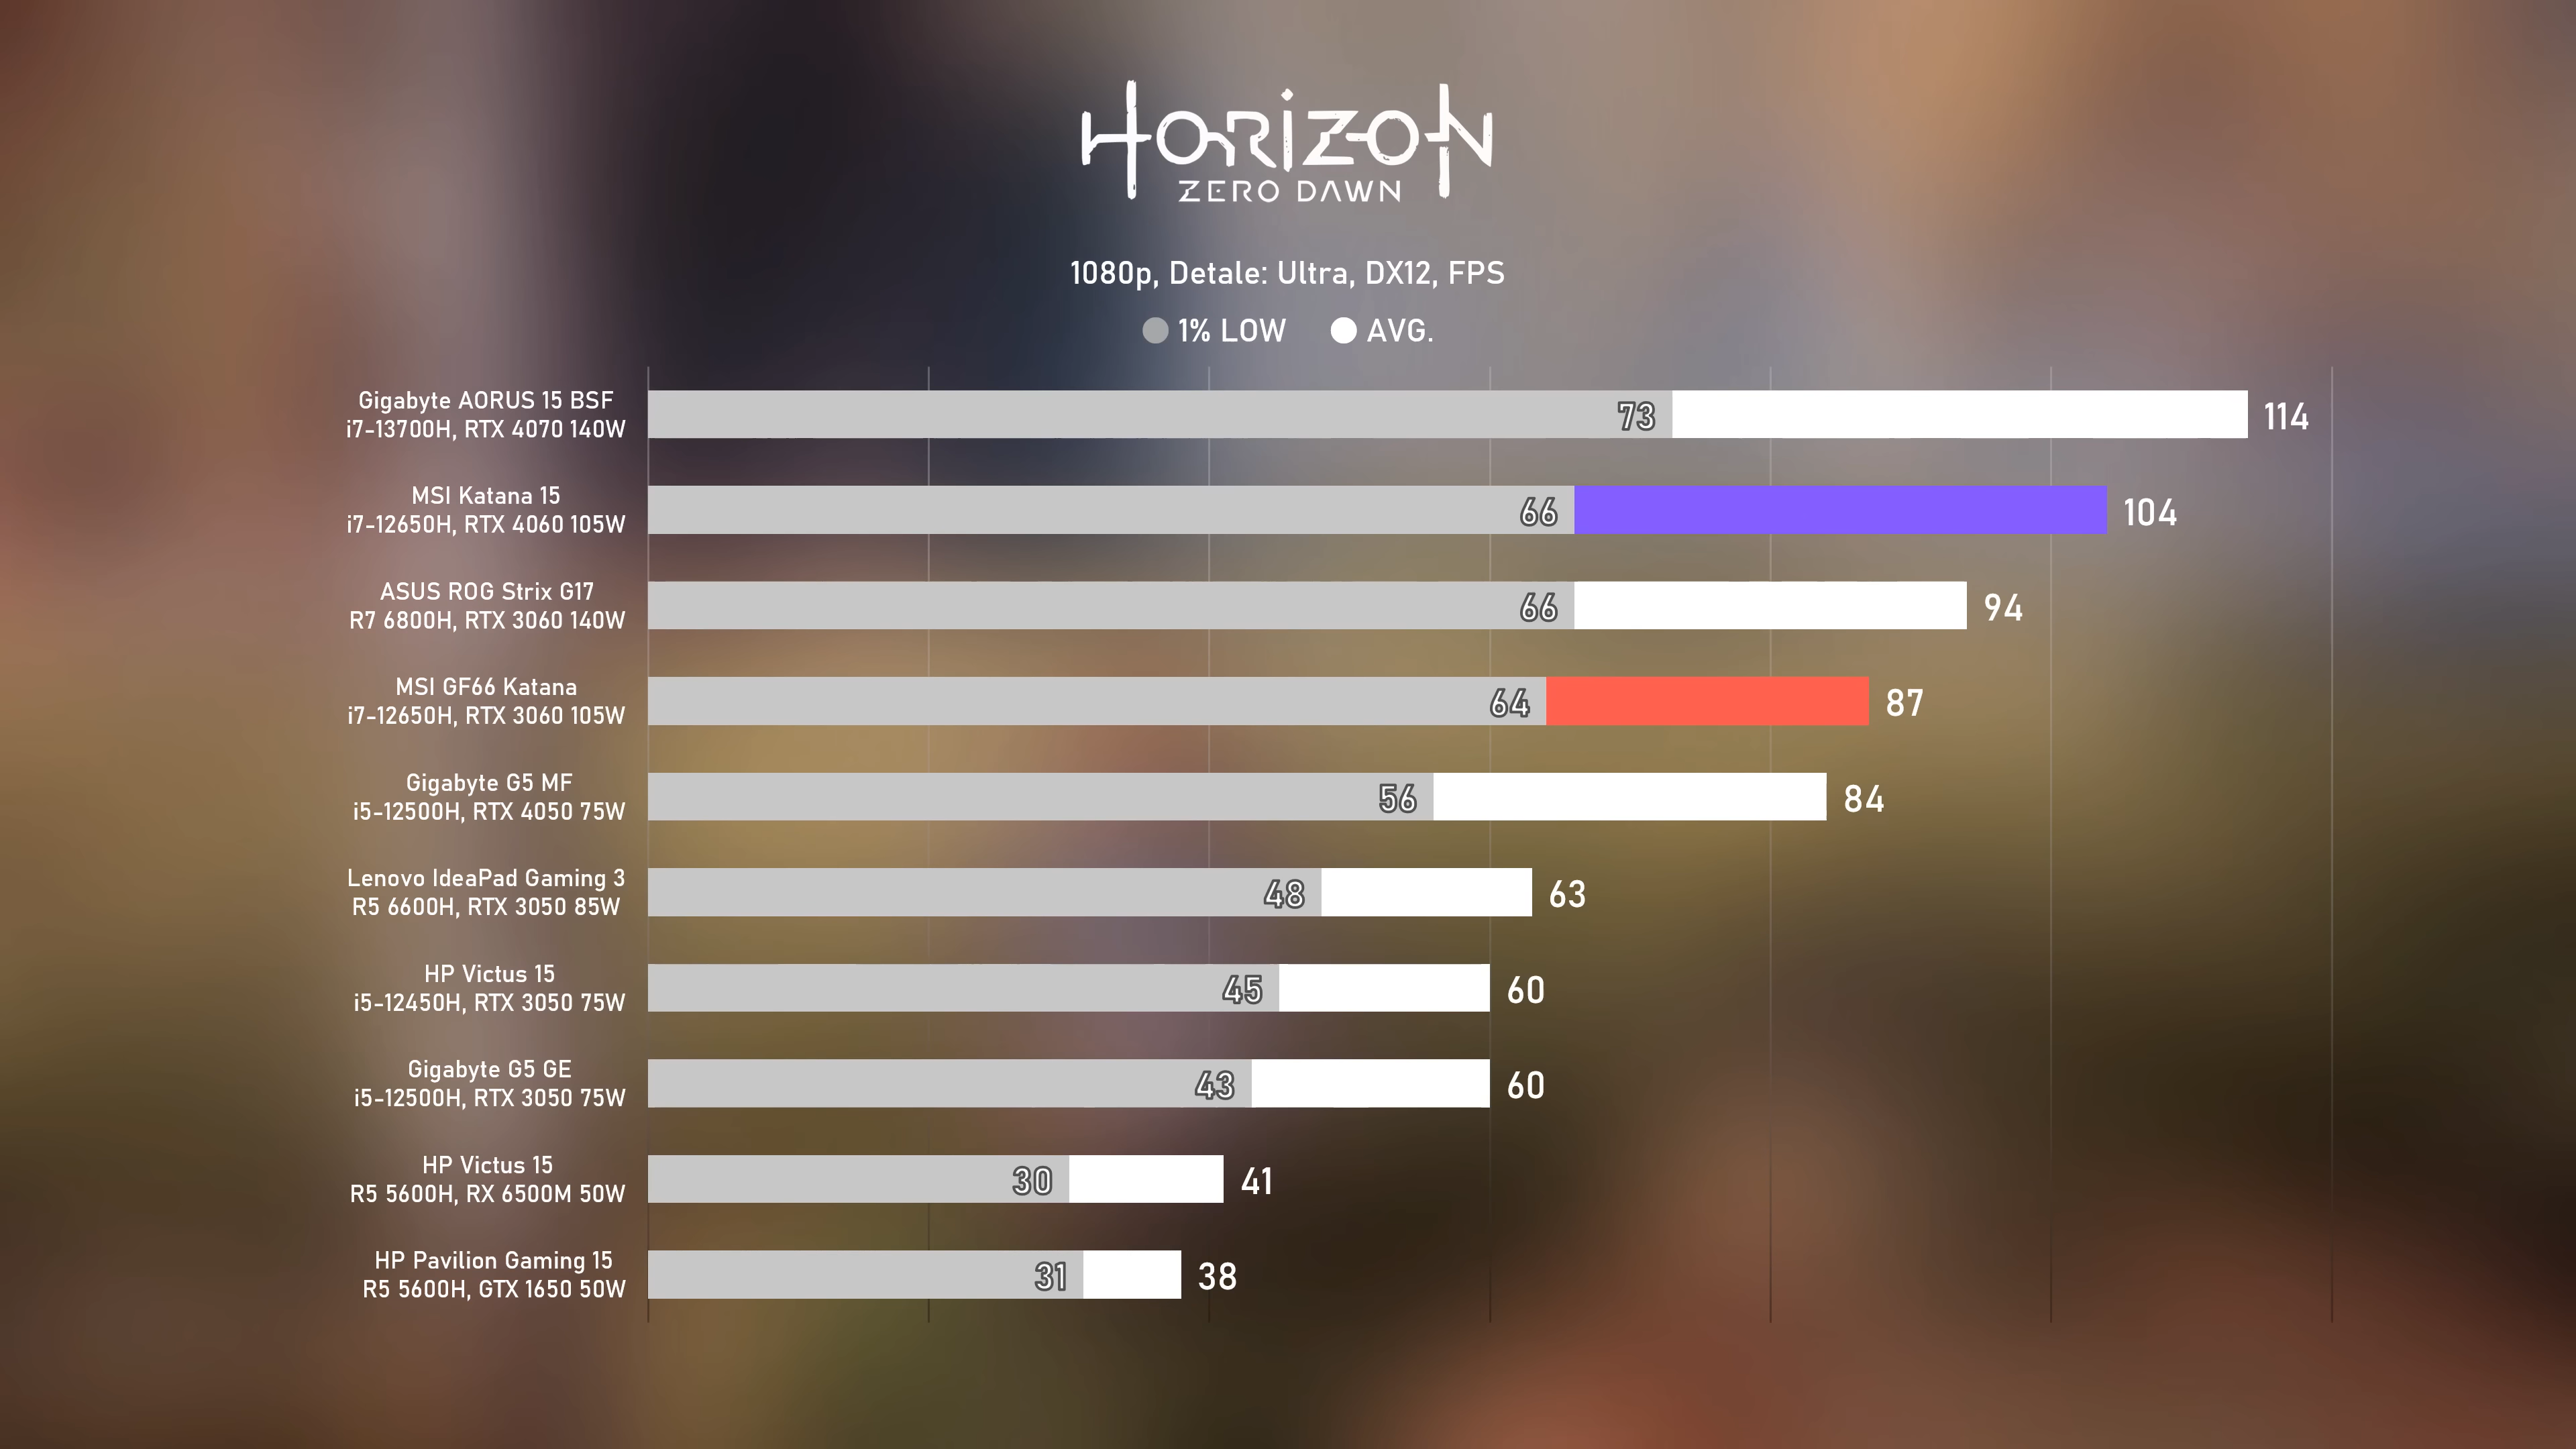 HORIZON
ZERO DAWN
1080p, Detale: Ultra, DX12, FPS
1% LOW AVG.
Gigabyte AORUS 15 BSF
i7-13700H, RTX 4070 140W
73 114
MSI Katana 15
i7-12650H, RTX 4060 105W
66 104
ASUS ROG Strix G17
R7 6800H, RTX 3060 140W
66 94
MSI GF66 Katana
i7-12650H, RTX 3060 105W
64 87
Gigabyte G5 MF
i5-12500H, RTX 4050 75W
56 84
Lenovo IdeaPad Gaming 3
R5 6600H, RTX 3050 85W
48 63
HP Victus 15
i5-12450H, RTX 3050 75W
45 60
Gigabyte G5 GE
i5-12500H, RTX 3050 75W
43 60
HP Victus 15
R5 5600H, RX 6500M 50W
30 41
HP Pavilion Gaming 15
R5 5600H, GTX 1650 50W
31 38